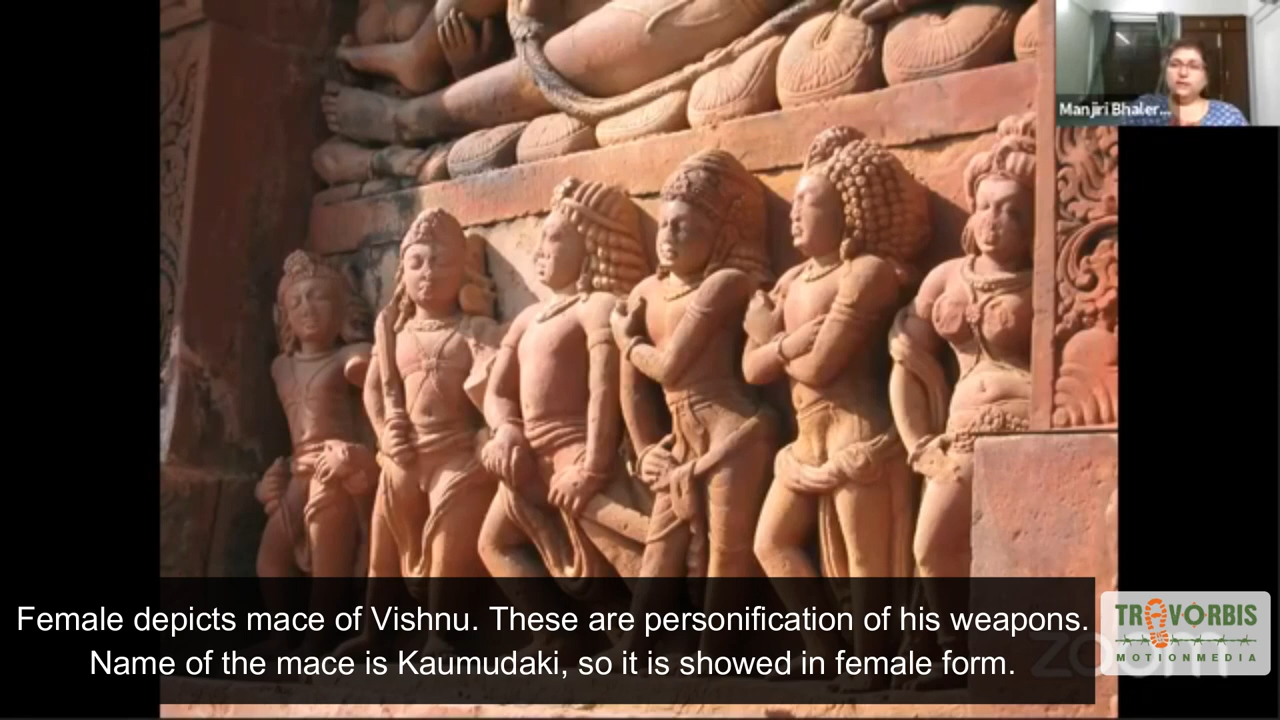 Manjiri Bhaler...
Female depicts mace of Vishnu. These are personification of his weapons.
Name of the mace is Kaumudaki, so it is showed in female form.
zoom
TRAVORBIS
MOTIONMEDIA